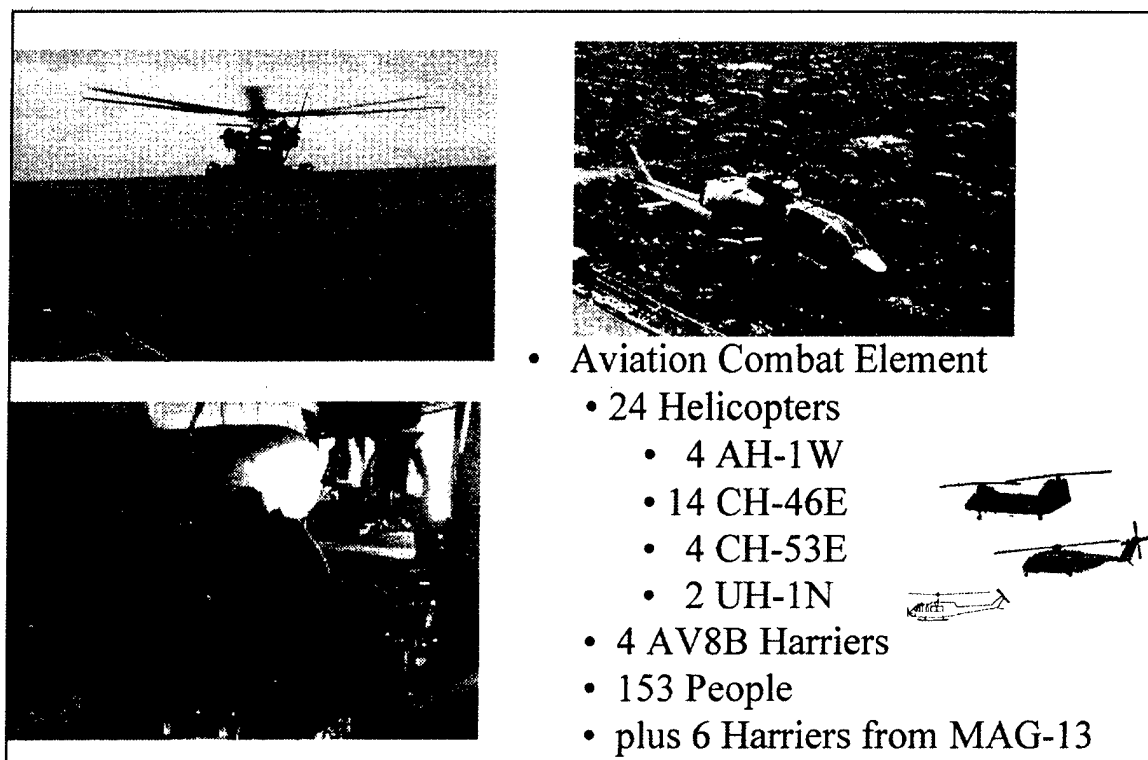 • Aviation Combat Element
• 24 Helicopters
• 4 AH-1W
• 14 CH-46E
• 4 CH-53E
• 2 UH-1N
• 4 AV8B Harriers
• 153 People
• plus 6 Harriers from MAG-13